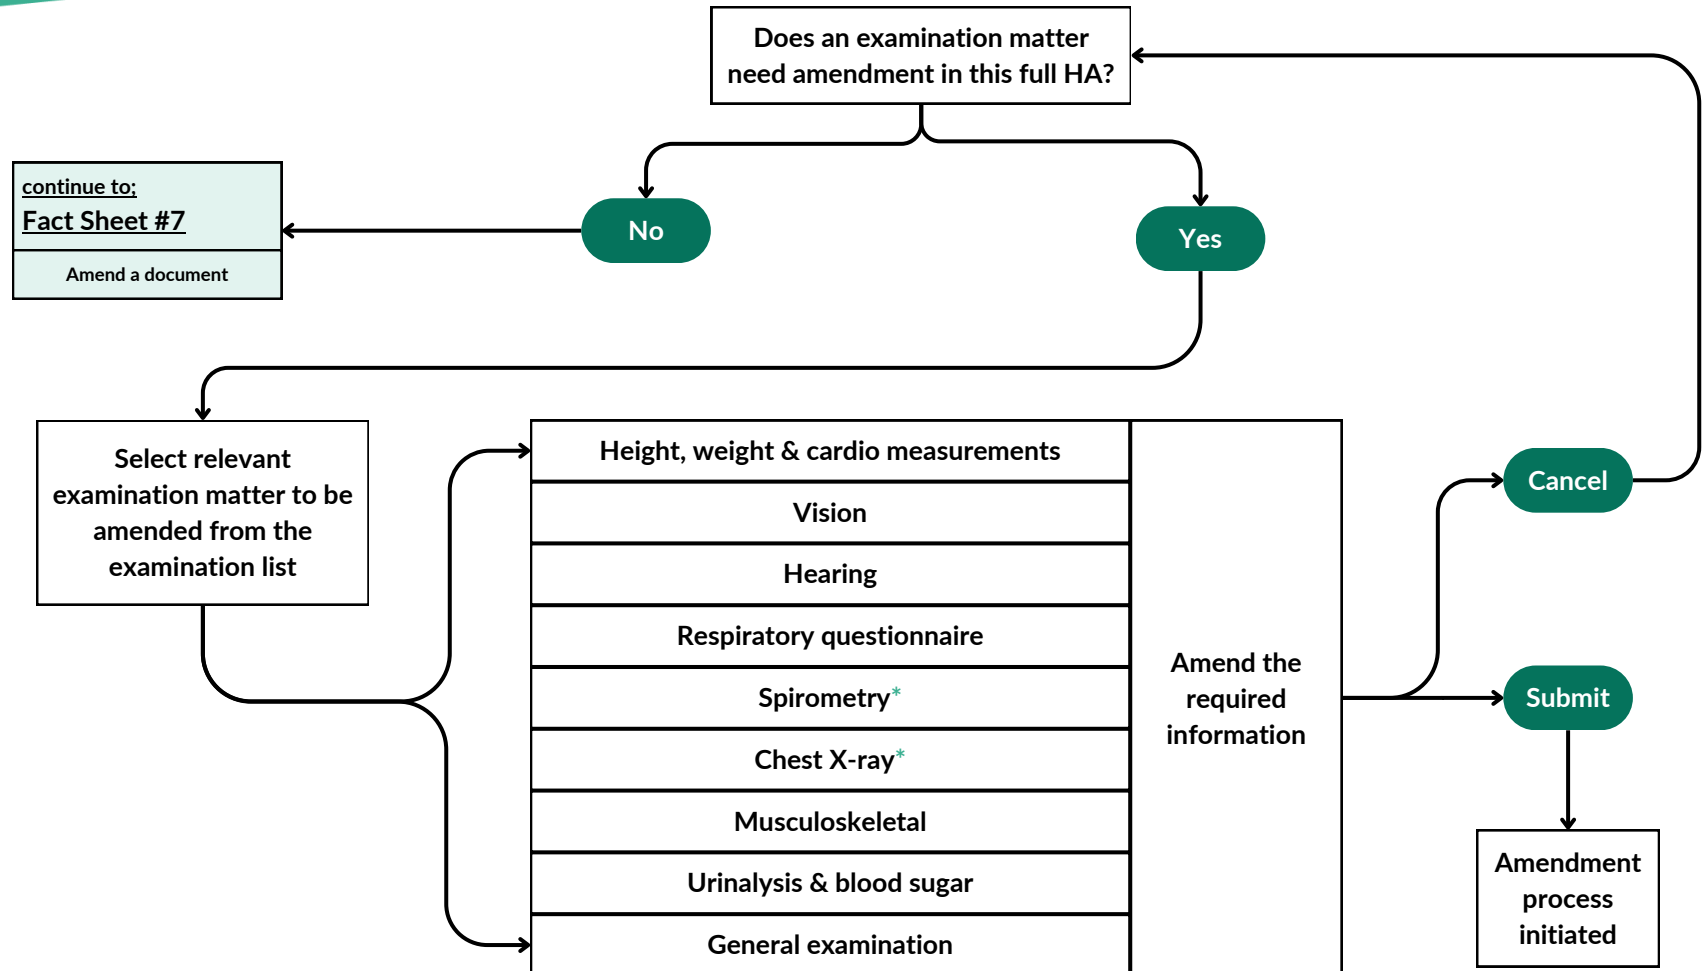 Does an examination matter
need amendment in this full HA?
continue to;
Fact Sheet #7
Amend a document
No
Yes
Select relevant
examination matter to be
amended from the
examination list
Height, weight & cardio measurements
Vision
Hearing
Respiratory questionnaire
Spirometry*
Chest X-ray*
Musculoskeletal
Urinalysis & blood sugar
General examination
Amend the
required
information
Cancel
Submit
Amendment
process
initiated